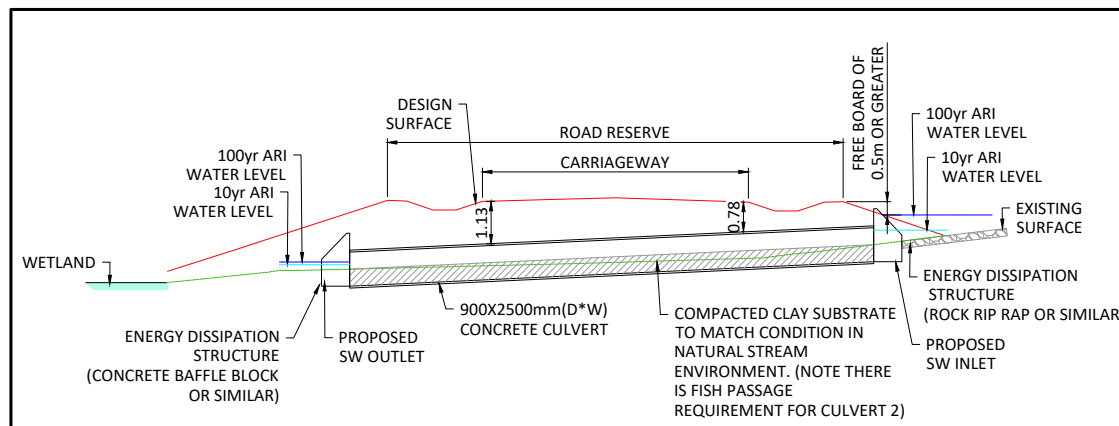 DESIGN
SURFACE
ROAD RESERVE
CARRIAGEWAY
100yr ARI
WATER LEVEL
10yr ARI
WATER LEVEL
WETLAND
1.13
0.78
FREE BOARD OF
0.5m OR GREATER
100yr ARI
WATER LEVEL
10yr ARI
WATER LEVEL
EXISTING
SURFACE
ENERGY DISSIPATION
STRUCTURE
(CONCRETE BAFFLE BLOCK
OR SIMILAR)
PROPOSED
SW OUTLET
900X2500mm(D*W)
CONCRETE CULVERT
COMPACTED CLAY SUBSTRATE
TO MATCH CONDITION IN
NATURAL STREAM
ENVIRONMENT. (NOTE THERE
IS FISH PASSAGE
REQUIREMENT FOR CULVERT 2)
ENERGY DISSIPATION
STRUCTURE
(ROCK RIP RAP OR SIMILAR
PROPOSED
SW INLET